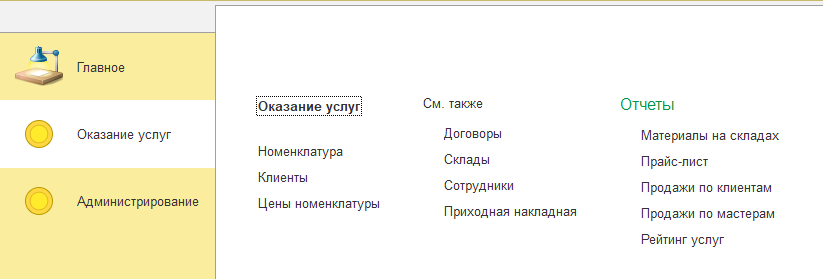 Главное
Оказание услуг
Администрирование
Оказание услуг
Номенклатура
Клиенты
Цены номенклатуры
См. также
Договоры
Склады
Сотрудники
Приходная накладная
Отчеты
Материалы на складах
Прайс-лист
Продажи по клиентам
Продажи по мастерам
Рейтинг услуг